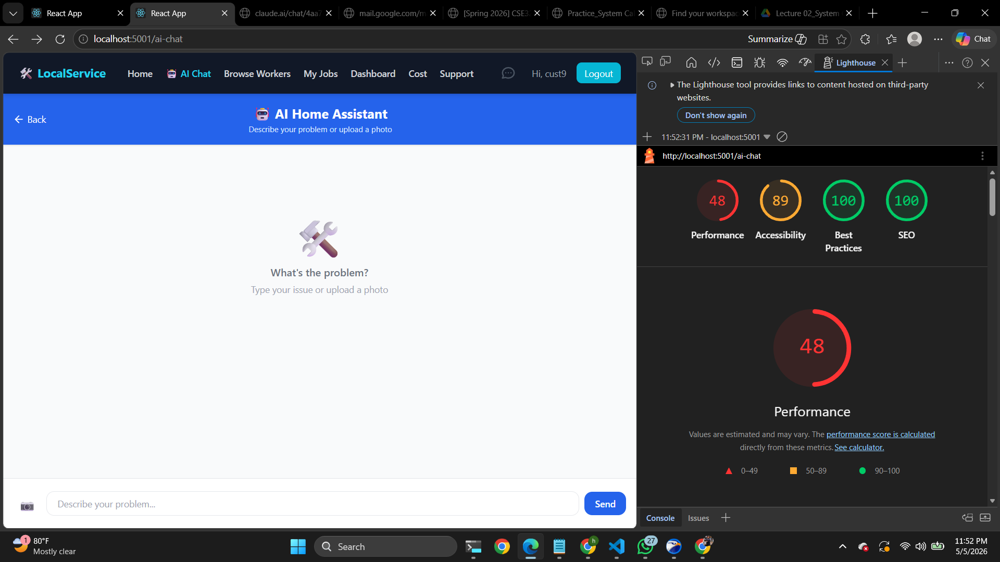 React App
React App
claude.ai/chat/4aa7
mail.google.com/m
[Spring 2026] CSE32
Practice_System Ca
Find your workspac
Lecture 02_System
localhost:5001/ai-chat
Summarize
Chat
LocalService
Home
AI Chat
Browse Workers
My Jobs
Dashboard
Cost
Support
Hi, cust9
Logout
Back
AI Home Assistant
Describe your problem or upload a photo
What's the problem?
Type your issue or upload a photo
Describe your problem...
Send
Lighthouse
The Lighthouse tool provides links to content hosted on third-party
websites.
Don't show again
11:52:31 PM - localhost:5001
http://localhost:5001/ai-chat
48
89
100
100
Performance
Accessibility
Best
Practices
SEO
48
Performance
Values are estimated and may vary. The performance score is calculated
directly from these metrics. See calculator.
0–49
50–89
90–100
Console
Issues
1
80°F
Mostly clear
Search
h
27
11:52 PM
5/5/2026